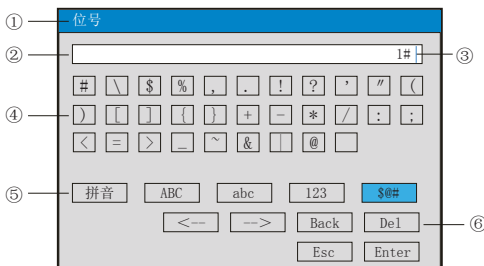 ① 位号
② 1# ③
# \ $ % , . ! ? ' " (
④ ) [ ] { } + - * / : ;
< = > _ ~ & | @
⑤ 拼音 ABC abc 123 $@#
<-- --> Back Del ⑥
Esc Enter